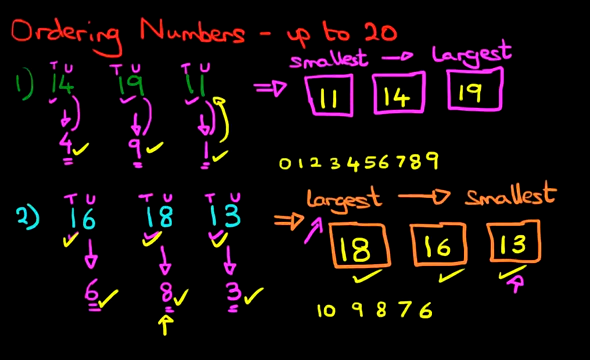 Ordering Numbers - up to 20
smallest → largest
T U T U T U
1) 14 19 11 ⇒ 11 14 19
4 9 1
0 1 2 3 4 5 6 7 8 9
largest → smallest
T U T U T U
2) 16 18 13 ⇒ 18 16 13
6 8 3
10 9 8 7 6